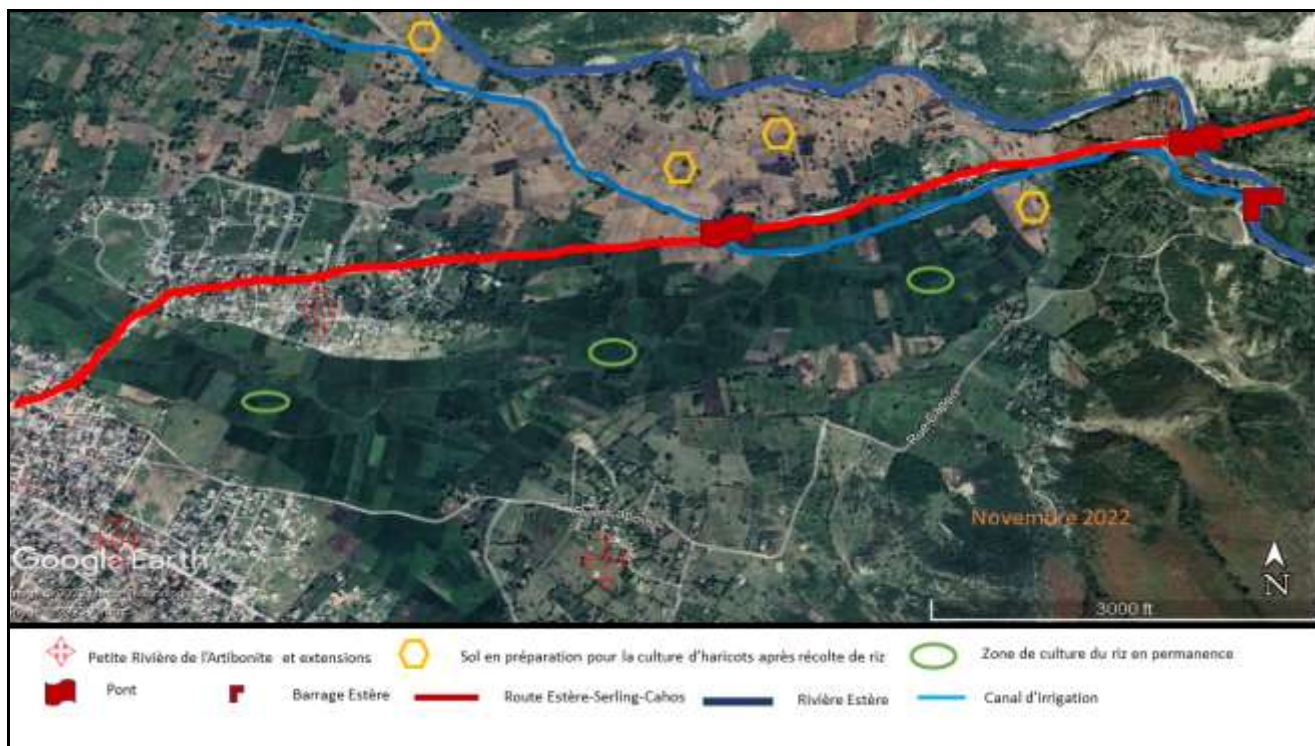 Rue Capois
Novembre 2022
Google Earth
N
3000 ft
Petite Rivière de l'Artibonite et extensions
Sol en préparation pour la culture d'haricots après récolte de riz
Zone de culture du riz en permanence
Pont
Barrage Estère
Route Estère-Serling-Cahos
Rivière Estère
Canal d'irrigation